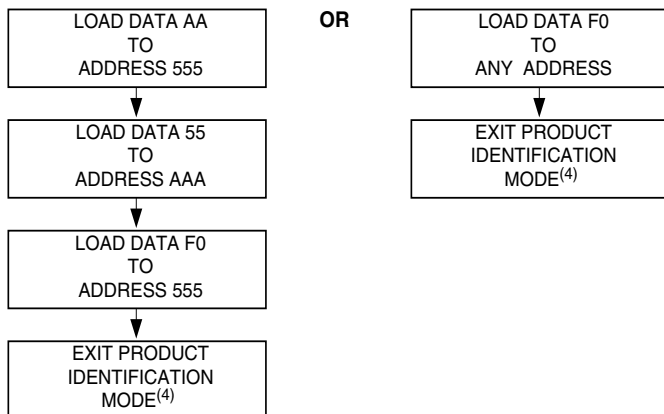 LOAD DATA AA
TO
ADDRESS 555
LOAD DATA 55
TO
ADDRESS AAA
LOAD DATA F0
TO
ADDRESS 555
EXIT PRODUCT
IDENTIFICATION
MODE(4)
OR
LOAD DATA F0
TO
ANY ADDRESS
EXIT PRODUCT
IDENTIFICATION
MODE(4)